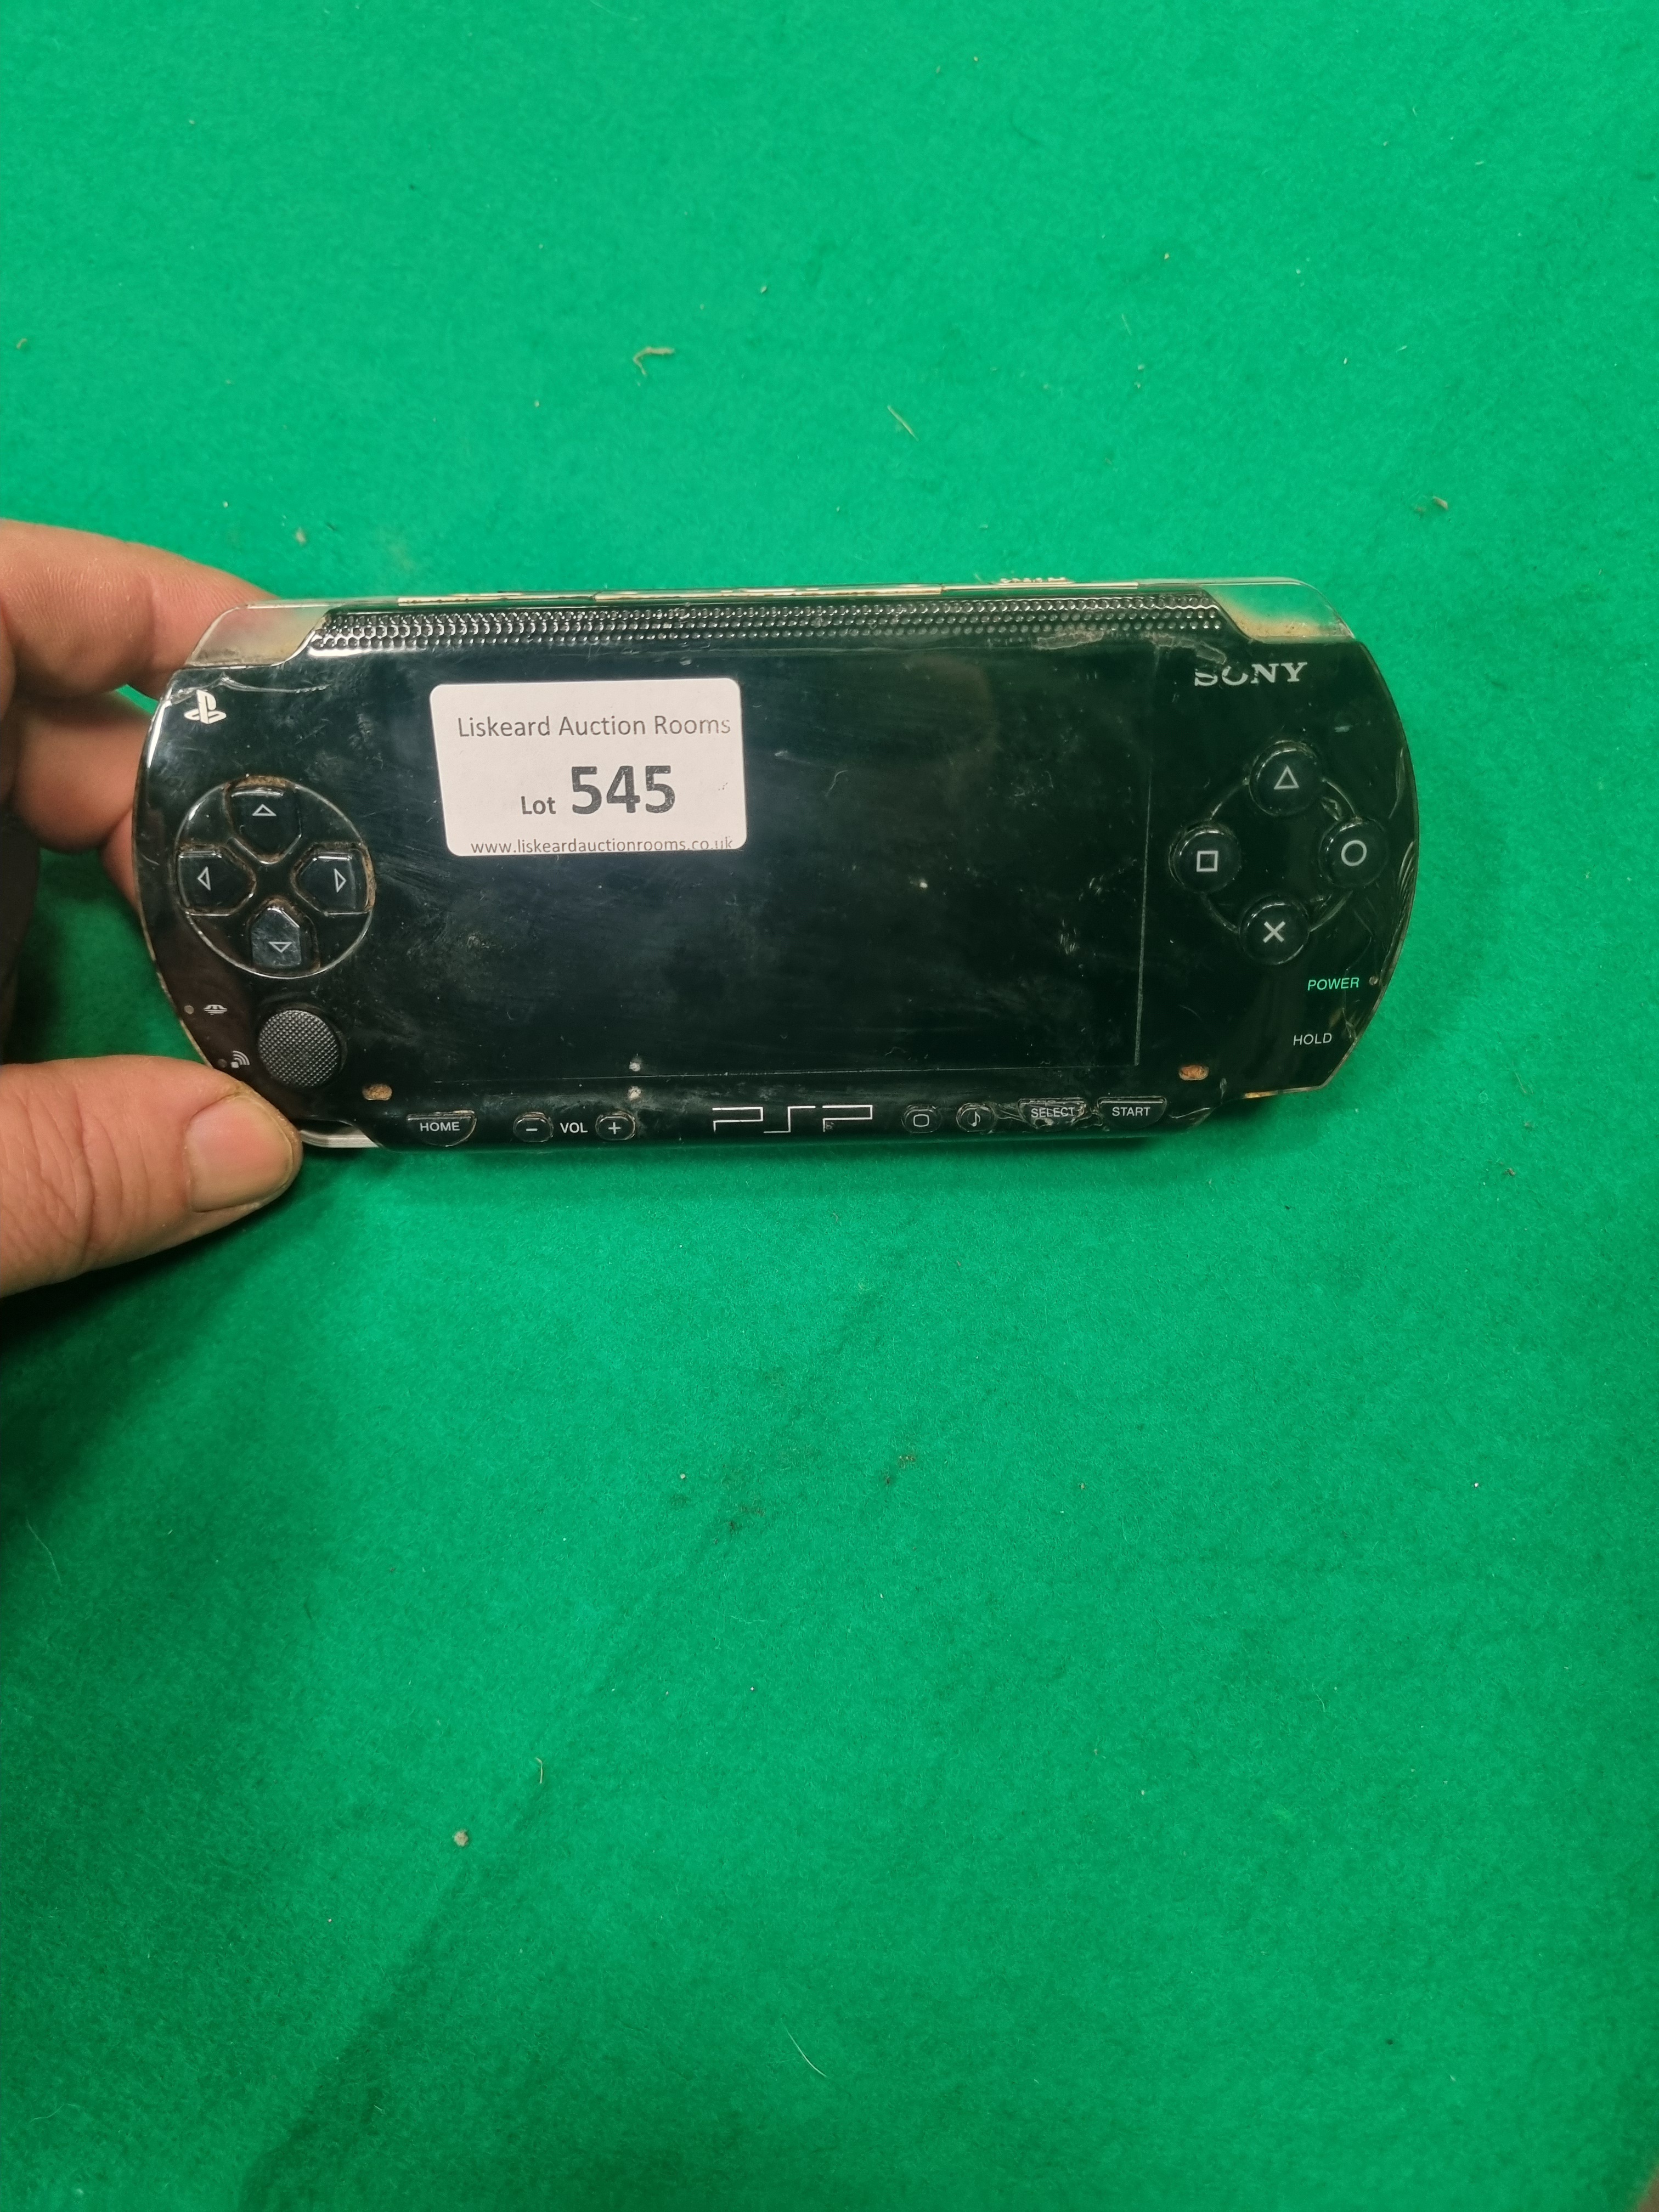 SONY
Liskeard Auction Rooms
Lot 545
www.liskeardauctionrooms.co.uk
POWER
HOLD
HOME
- VOL +
PSP
SELECT
START